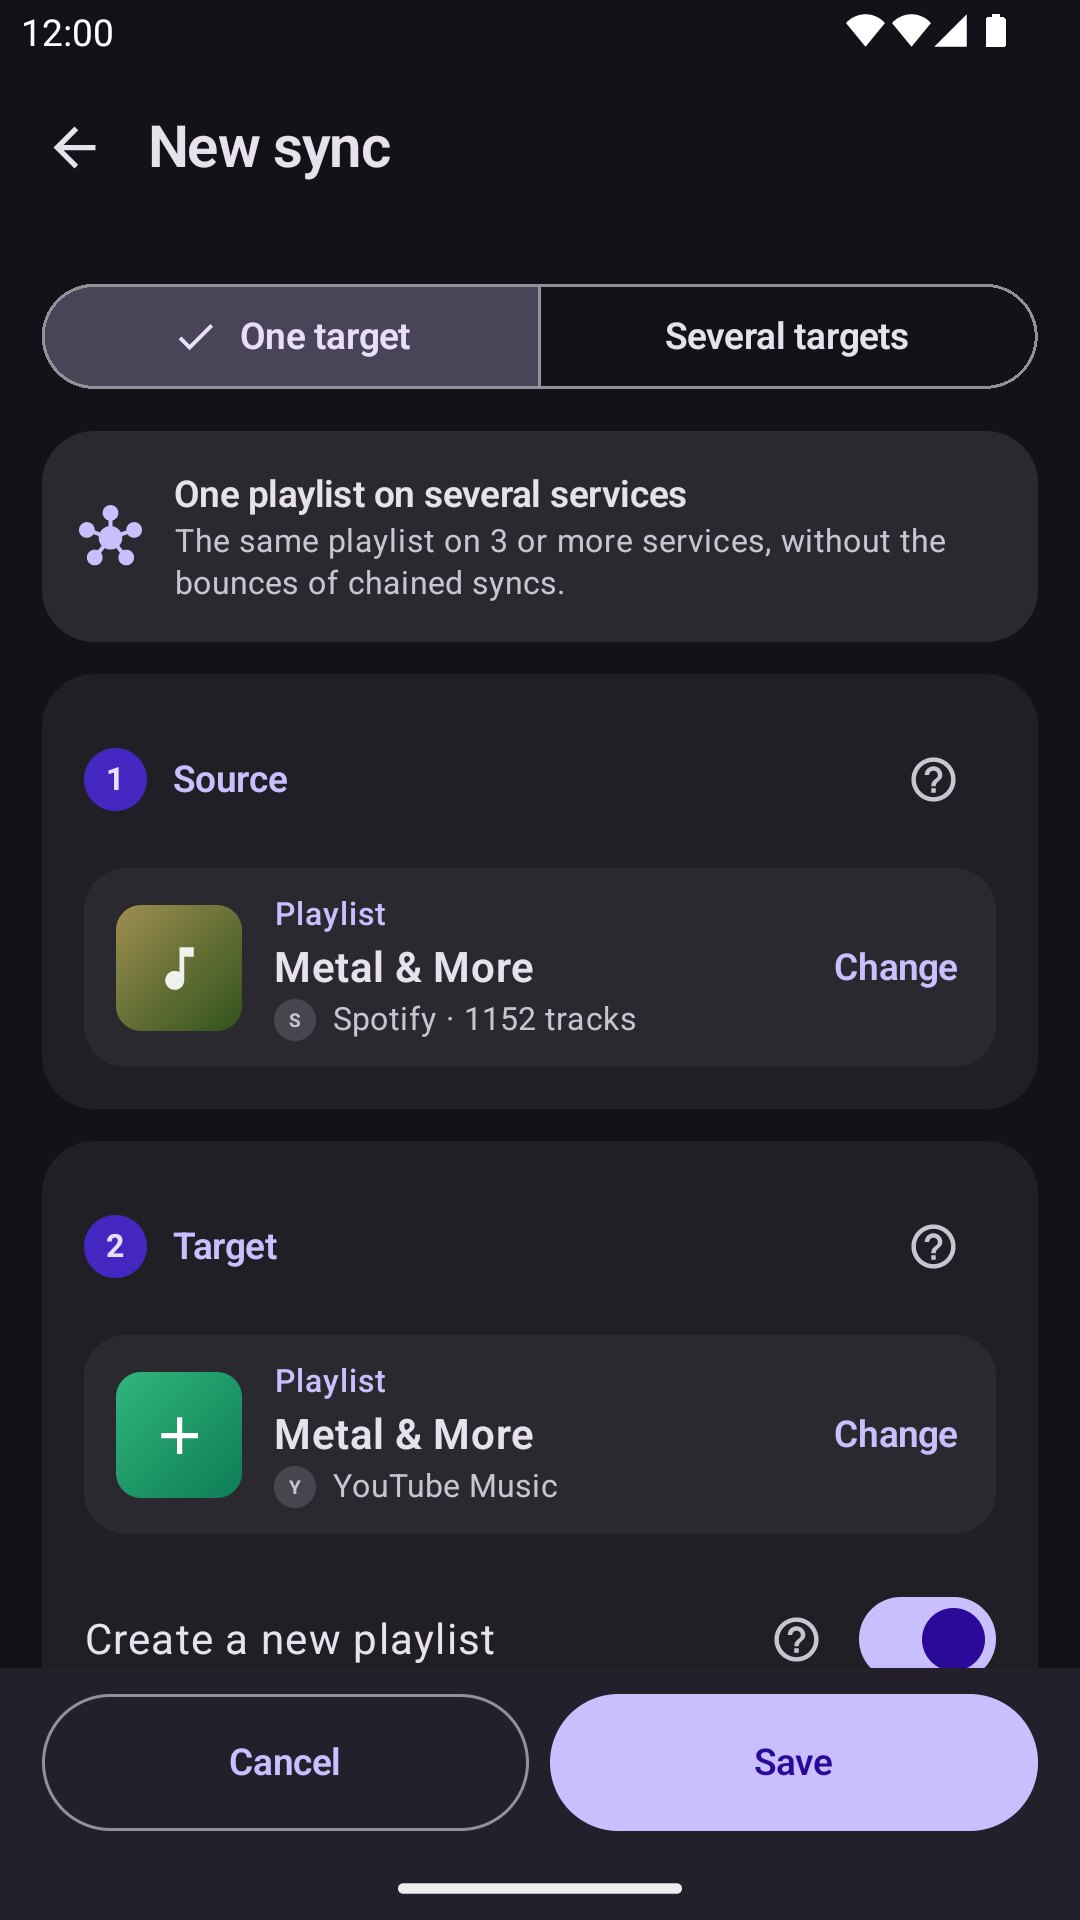 12:00
New sync
One target
Several targets
One playlist on several services
The same playlist on 3 or more services, without the
bounces of chained syncs.
1
Source
Playlist
Metal & More
S
Spotify · 1152 tracks
Change
2
Target
Playlist
Metal & More
Y
YouTube Music
Change
Create a new playlist
Cancel
Save